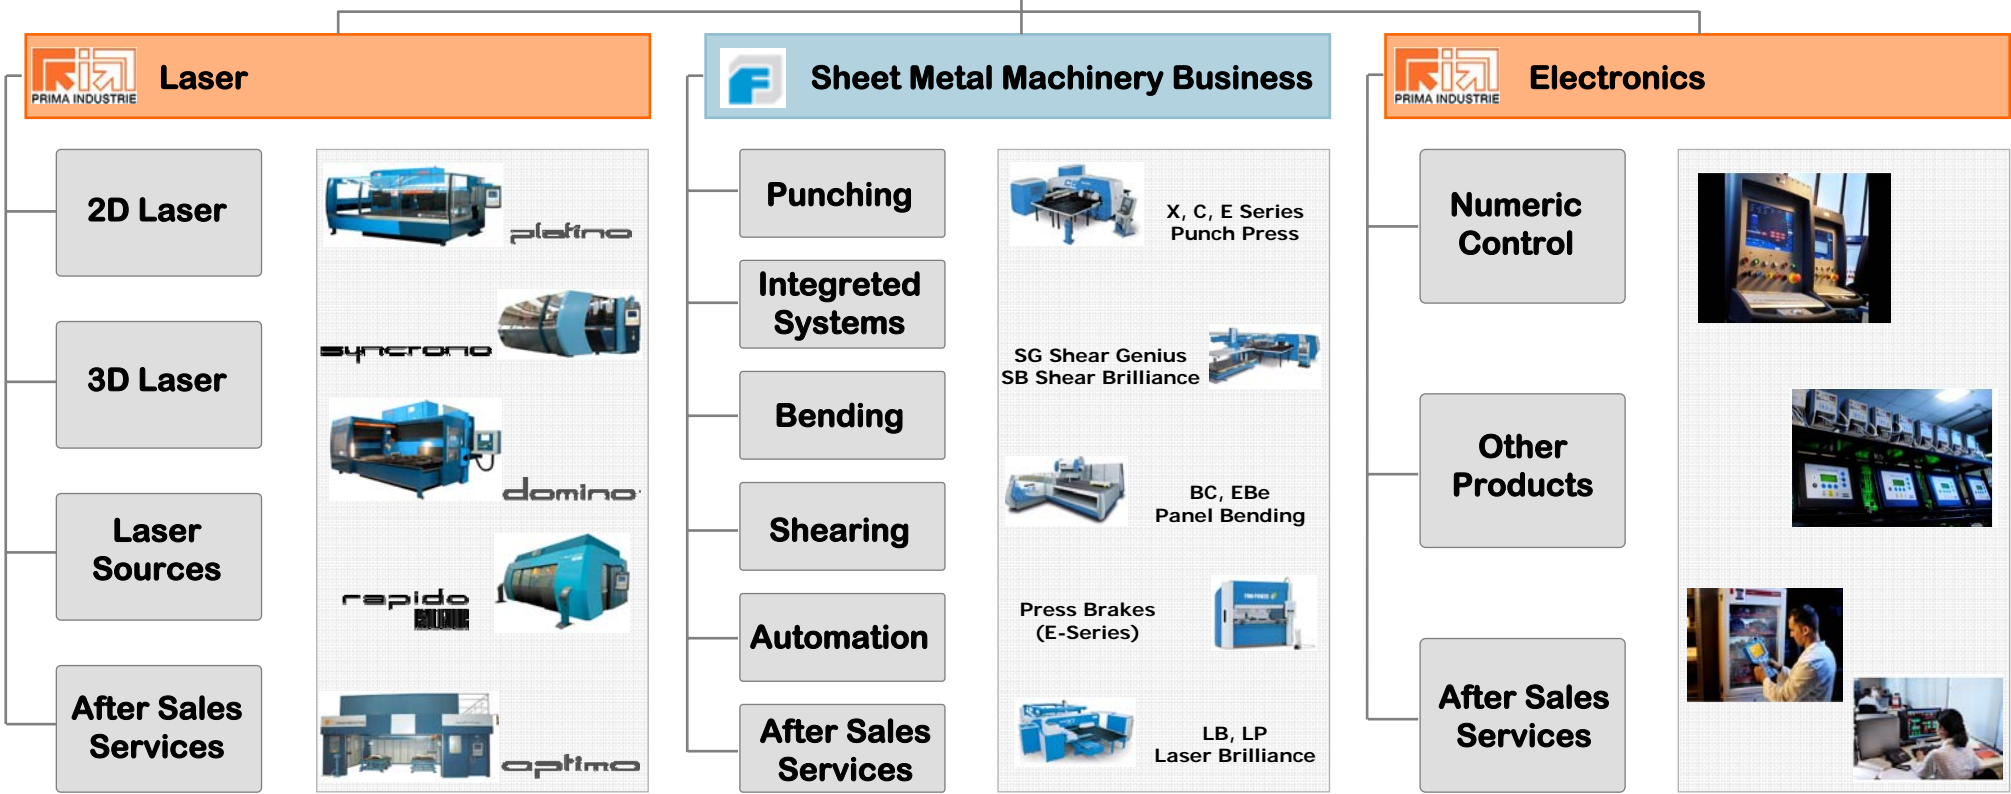 PRIMA INDUSTRIE
Laser
2D Laser
3D Laser
Laser
Sources
After Sales
Services
platino
syncrono
domino
rapido
optimo
Sheet Metal Machinery Business
Punching
Integreted
Systems
Bending
Shearing
Automation
After Sales
Services
X, C, E Series
Punch Press
SG Shear Genius
SB Shear Brilliance
BC, EBe
Panel Bending
Press Brakes
(E-Series)
LB, LP
Laser Brilliance
PRIMA INDUSTRIE
Electronics
Numeric
Control
Other
Products
After Sales
Services